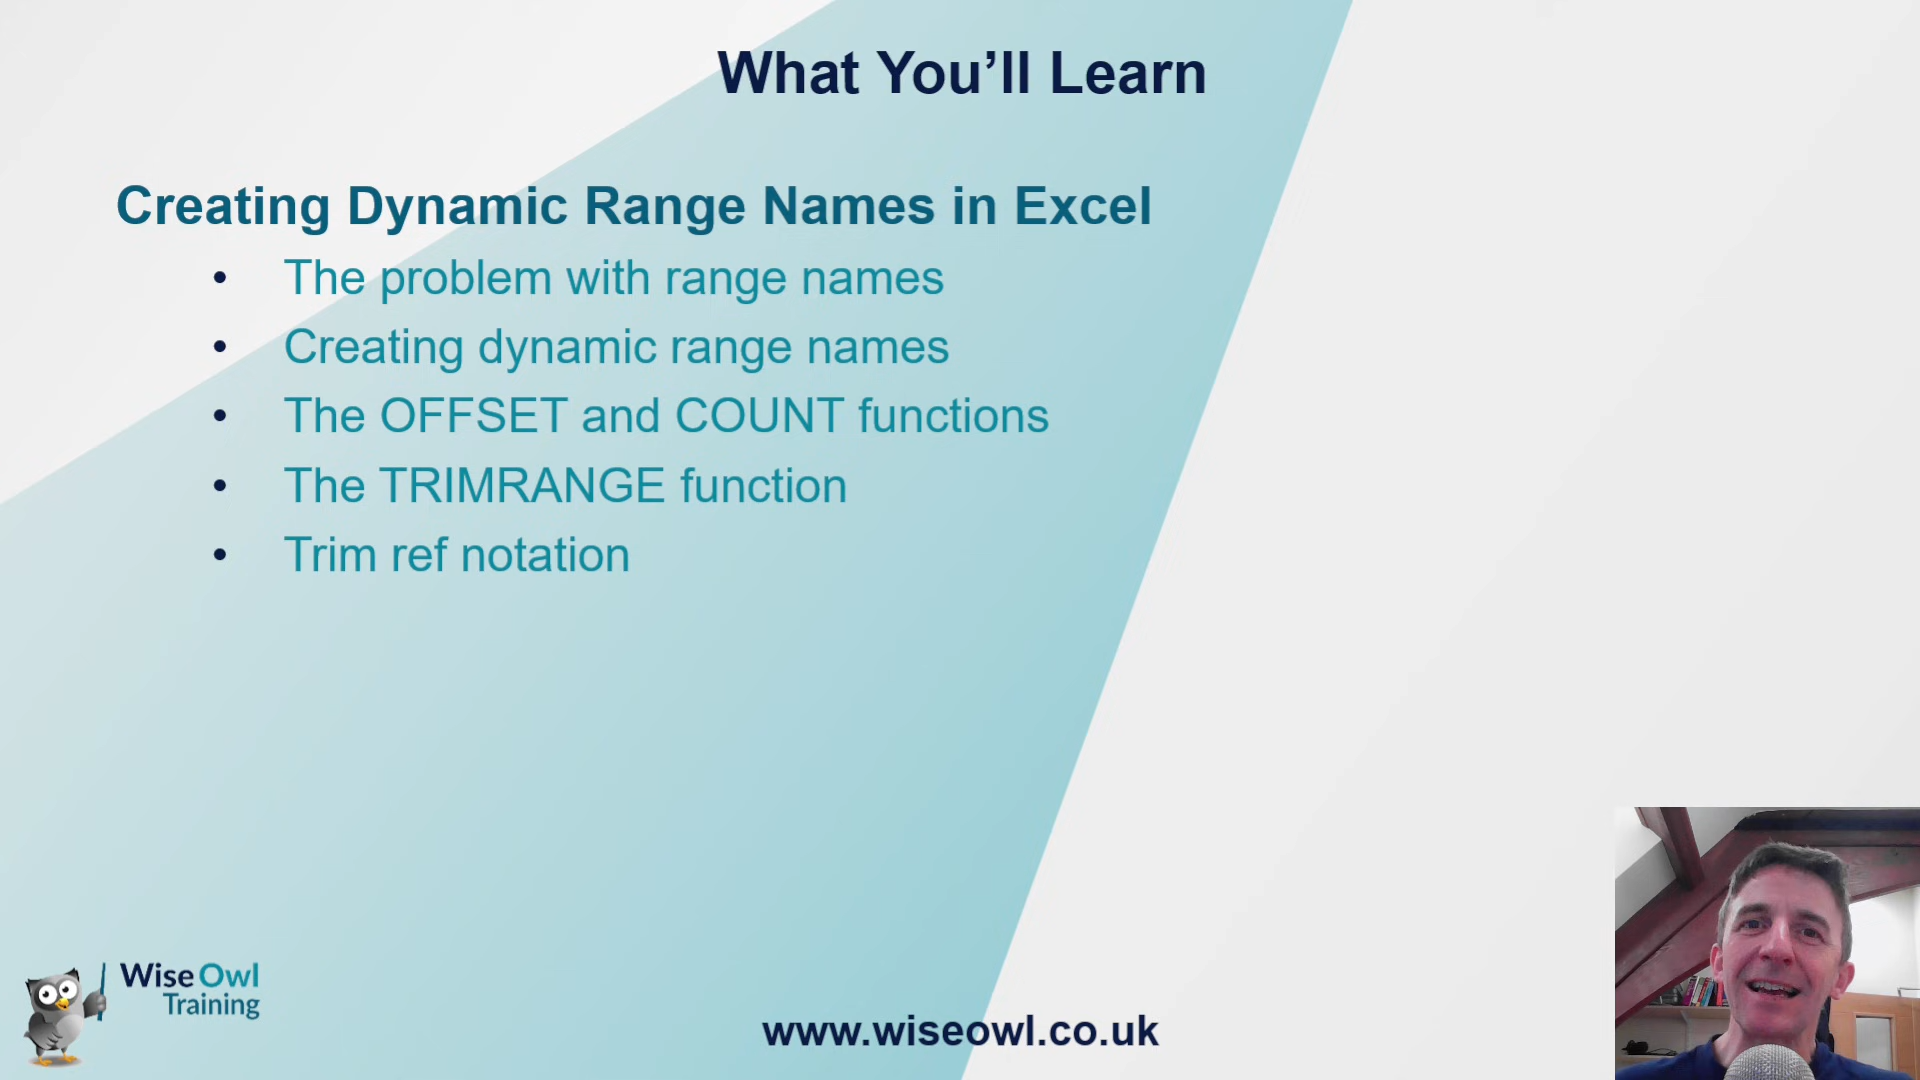 What You’ll Learn
Creating Dynamic Range Names in Excel
• The problem with range names
• Creating dynamic range names
• The OFFSET and COUNT functions
• The TRIMRANGE function
• Trim ref notation
Wise Owl
Training
www.wiseowl.co.uk